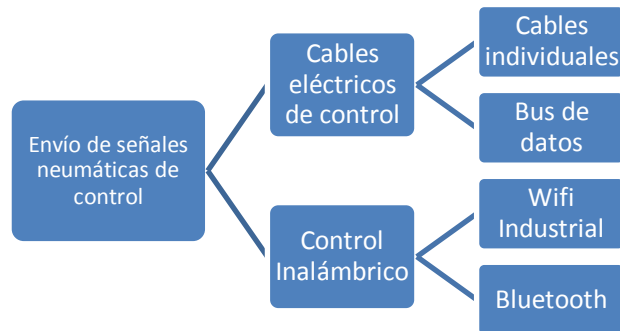 Envío de señales
neumáticas de
control
Cables
eléctricos
de control
Control
Inalámbrico
Cables
individuales
Bus de
datos
Wifi
Industrial
Bluetooth